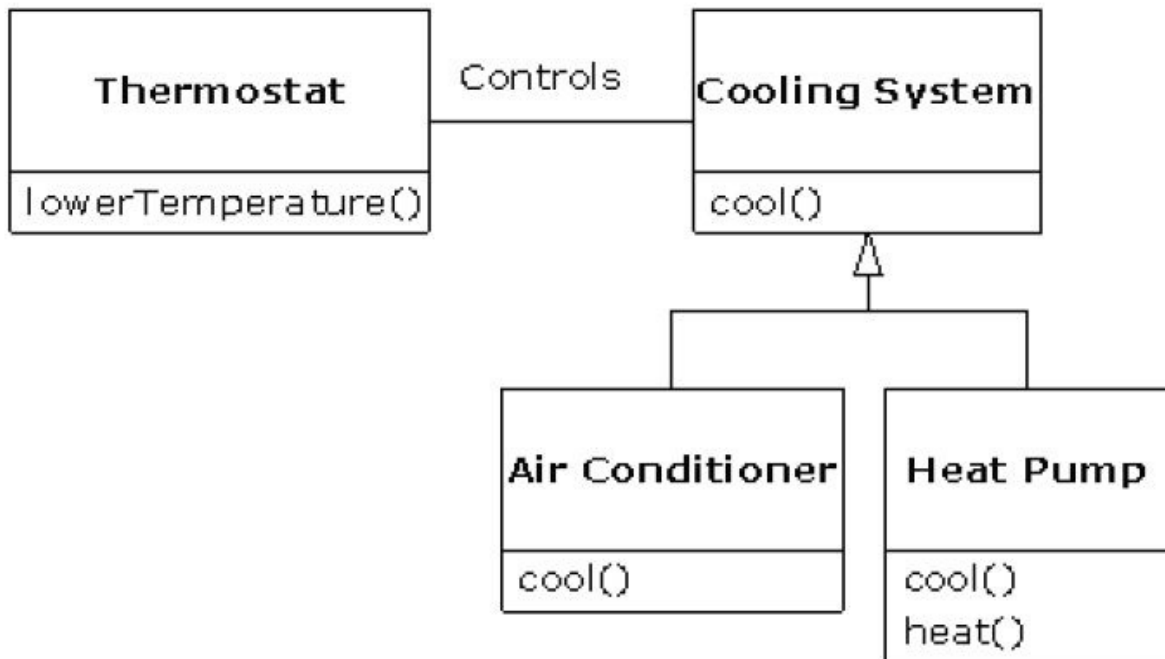 Thermostat
lowerTemperature()
Controls
Cooling System
cool()
Air Conditioner
cool()
Heat Pump
cool()
heat()